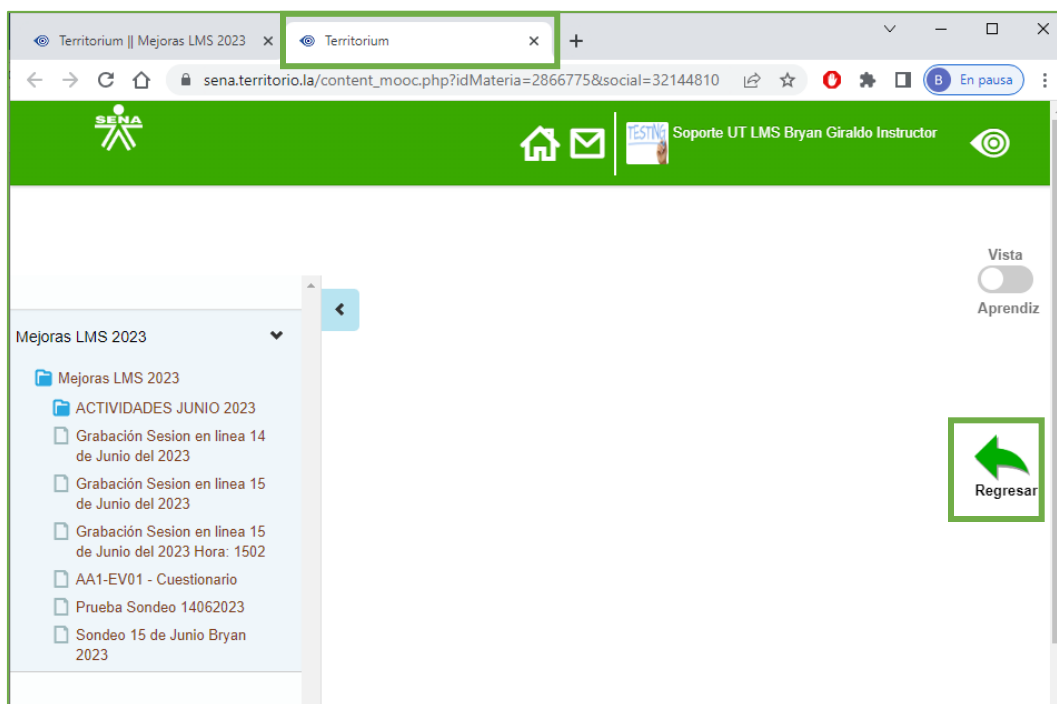 Territorium || Mejoras LMS 2023
Territorium
sena.territorio.la/content_mooc.php?idMateria=2866775&social=32144810
B
En pausa
SENA
TESTING
Soporte UT LMS Bryan Giraldo Instructor
Vista
Aprendiz
Mejoras LMS 2023
Mejoras LMS 2023
ACTIVIDADES JUNIO 2023
Grabación Sesion en linea 14
de Junio del 2023
Grabación Sesion en linea 15
de Junio del 2023
Grabación Sesion en linea 15
de Junio del 2023 Hora: 1502
AA1-EV01 - Cuestionario
Prueba Sondeo 14062023
Sondeo 15 de Junio Bryan
2023
Regresar